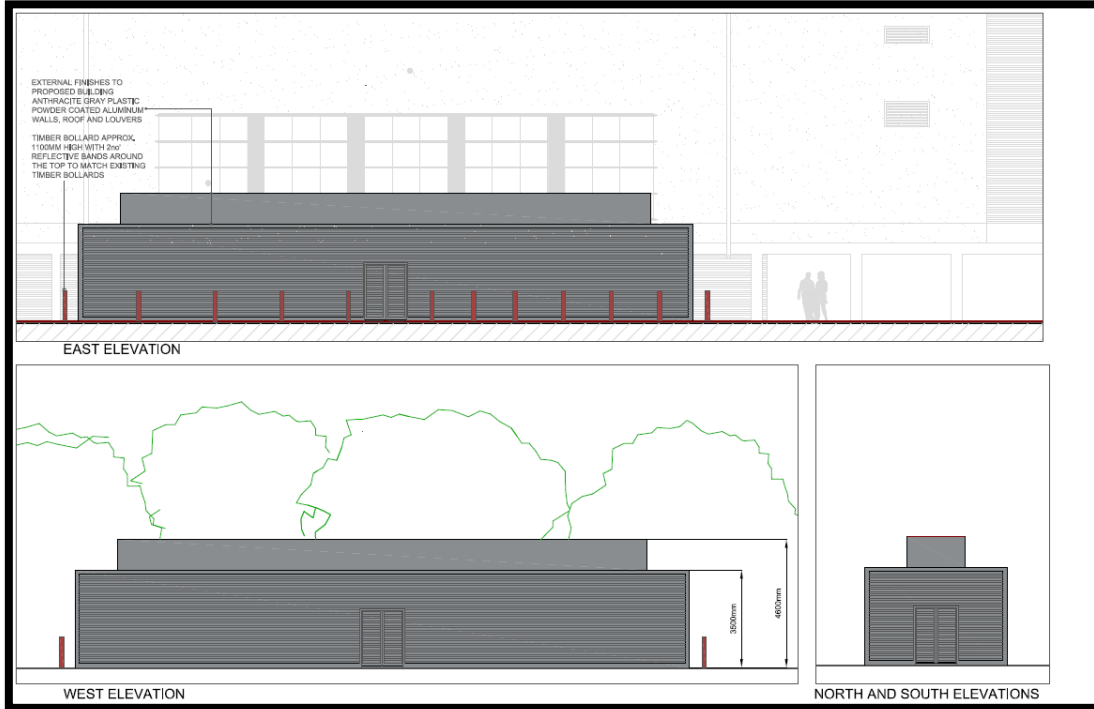 EXTERNAL FINISHES TO
PROPOSED BUILDING
ANTHRACITE GRAY PLASTIC
POWDER COATED ALUMINUM
WALLS, ROOF AND LOUVERS
TIMBER BOLLARD APPROX.
1100MM HIGH WITH 2no'
REFLECTIVE BANDS AROUND
THE TOP TO MATCH EXISTING
TIMBER BOLLARDS
EAST ELEVATION
3500mm
4600mm
WEST ELEVATION
NORTH AND SOUTH ELEVATIONS